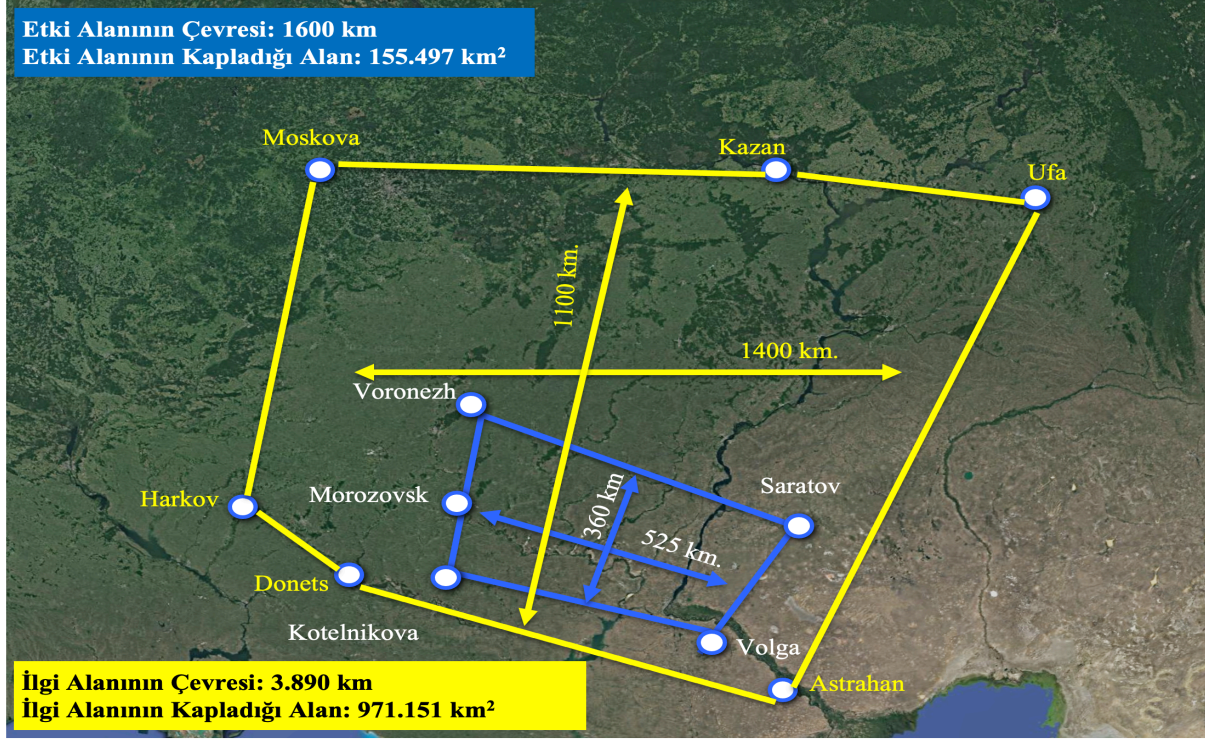 Etki Alanının Çevresi: 1600 km
Etki Alanının Kapladığı Alan: 155.497 km²
Moskova
Kazan
Ufa
1100 km.
1400 km.
Voronezh
Harkov
Morozovsk
Saratov
360 km
525 km.
Donets
Kotelnikova
Volga
Astrahan
İlgi Alanının Çevresi: 3.890 km
İlgi Alanının Kapladığı Alan: 971.151 km²